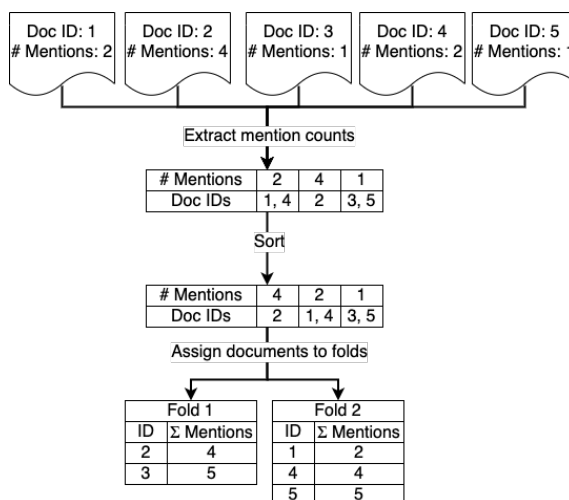 Doc ID: 1
# Mentions: 2
Doc ID: 2
# Mentions: 4
Doc ID: 3
# Mentions: 1
Doc ID: 4
# Mentions: 2
Doc ID: 5
# Mentions: 1
Extract mention counts
# Mentions 2 4 1
Doc IDs 1, 4 2 3, 5
Sort
# Mentions 4 2 1
Doc IDs 2 1, 4 3, 5
Assign documents to folds
Fold 1
ID Σ Mentions
2 4
3 5
Fold 2
ID Σ Mentions
1 2
4 4
5 5